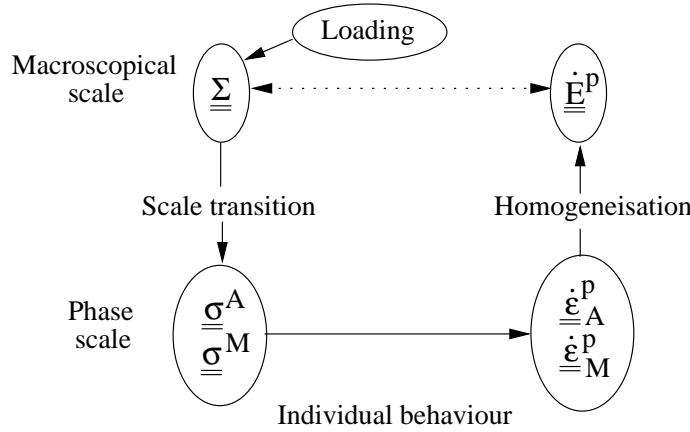 Loading
Macroscopical
scale
Σ
Ė^p
Scale transition
Homogeneisation
Phase
scale
σ^A
σ^M
ε̇^p_A
ε̇^p_M
Individual behaviour